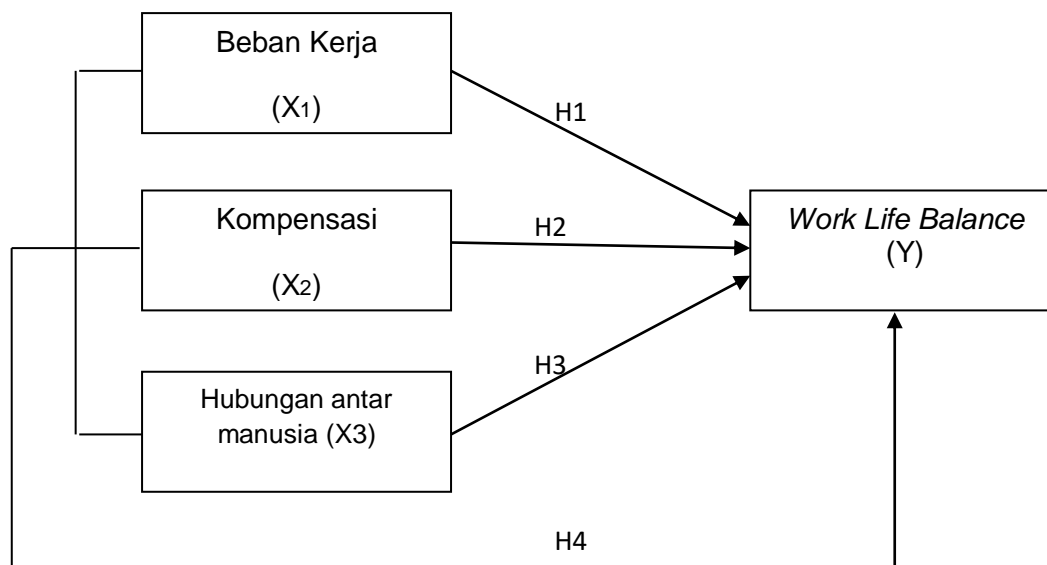 Beban Kerja
(X1)
H1
Kompensasi
(X2)
H2
Work Life Balance
(Y)
Hubungan antar
manusia (X3)
H3
H4